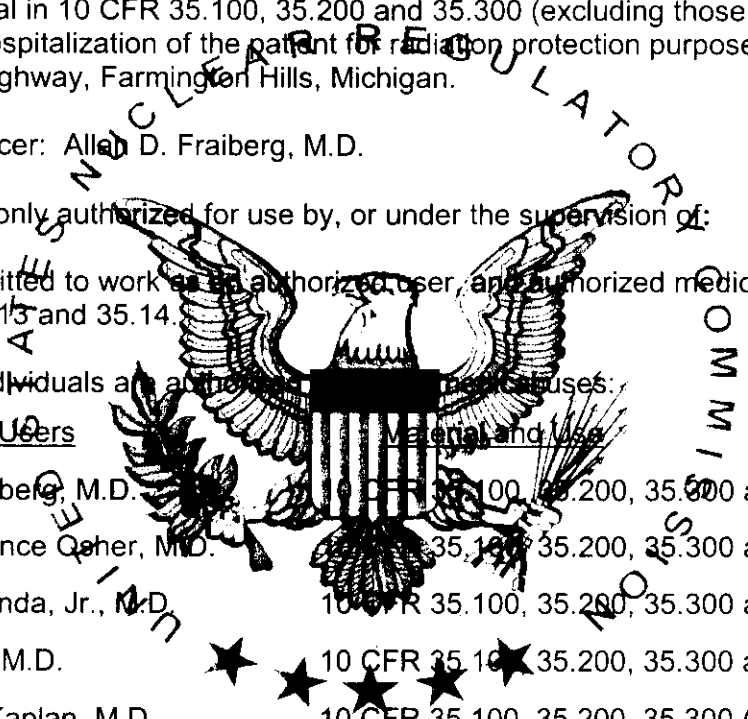 al in 10 CFR 35.100, 35.200 and 35.300 (excluding those
ospitalization of the patient for radiation protection purpose
ghway, Farmington Hills, Michigan.
cer: Allan D. Fraiberg, M.D.
only authorized for use by, or under the supervision of:
itted to work as an authorized user, and authorized medic
13 and 35.14.
dividuals are authorized medical uses:
Users Material and Use
berg, M.D. 10 CFR 35.100, 35.200, 35.300 a
nce Osher, M.D. 35.100, 35.200, 35.300 a
nda, Jr., M.D. 10 CFR 35.100, 35.200, 35.300 a
M.D. 10 CFR 35.100, 35.200, 35.300 a
Kaplan, M.D. 10 CFR 35.100, 35.200, 35.300
UNITED STATES NUCLEAR REGULATORY COMMISSION